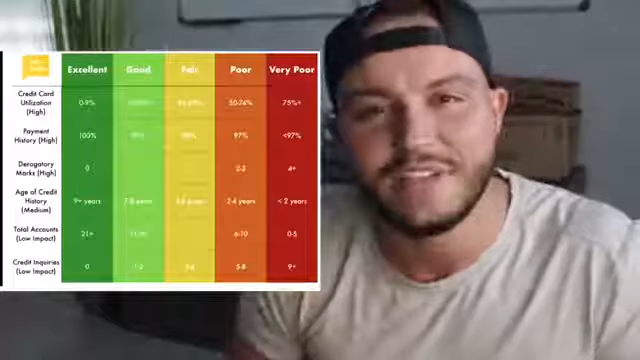 Excellent Good Fair Poor Very Poor
Credit Card
Utilization
(High)
0-9% 50-74% 75%+
Payment
History (High)
100% 97% <97%
Derogatory
Marks (High)
0 2-3 4+
Age of Credit
History
(Medium)
9+ years 7-8 years 2-4 years < 2 years
Total Accounts
(Low Impact)
21+ 6-10 0-5
Credit Inquiries
(Low Impact)
0 1-2 5-8 9+